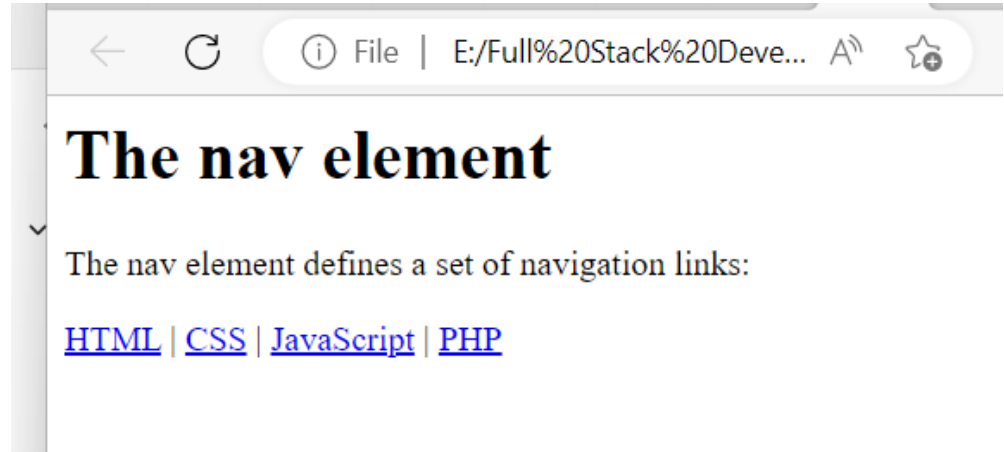 File | E:/Full%20Stack%20Deve...
The nav element
The nav element defines a set of navigation links:
HTML | CSS | JavaScript | PHP